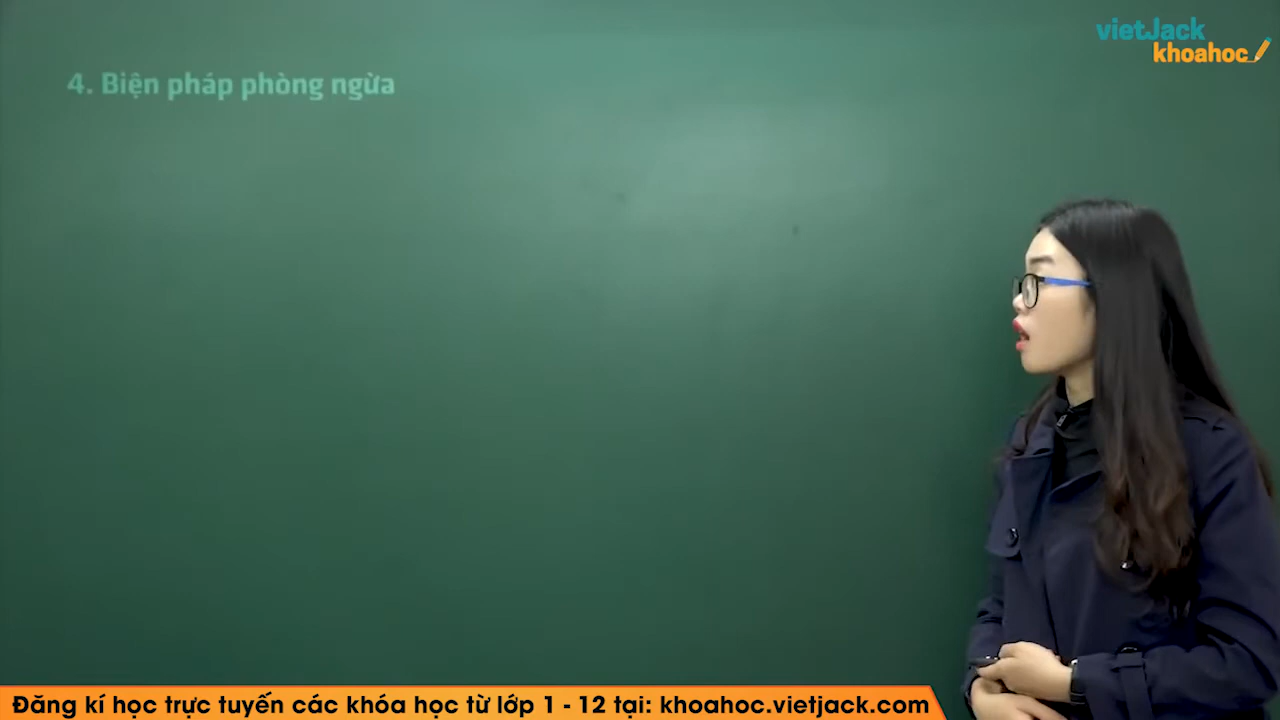 vietJack
khoahoc
4. Biện pháp phòng ngừa
Đăng kí học trực tuyến các khóa học từ lớp 1 - 12 tại: khoahoc.vietjack.com